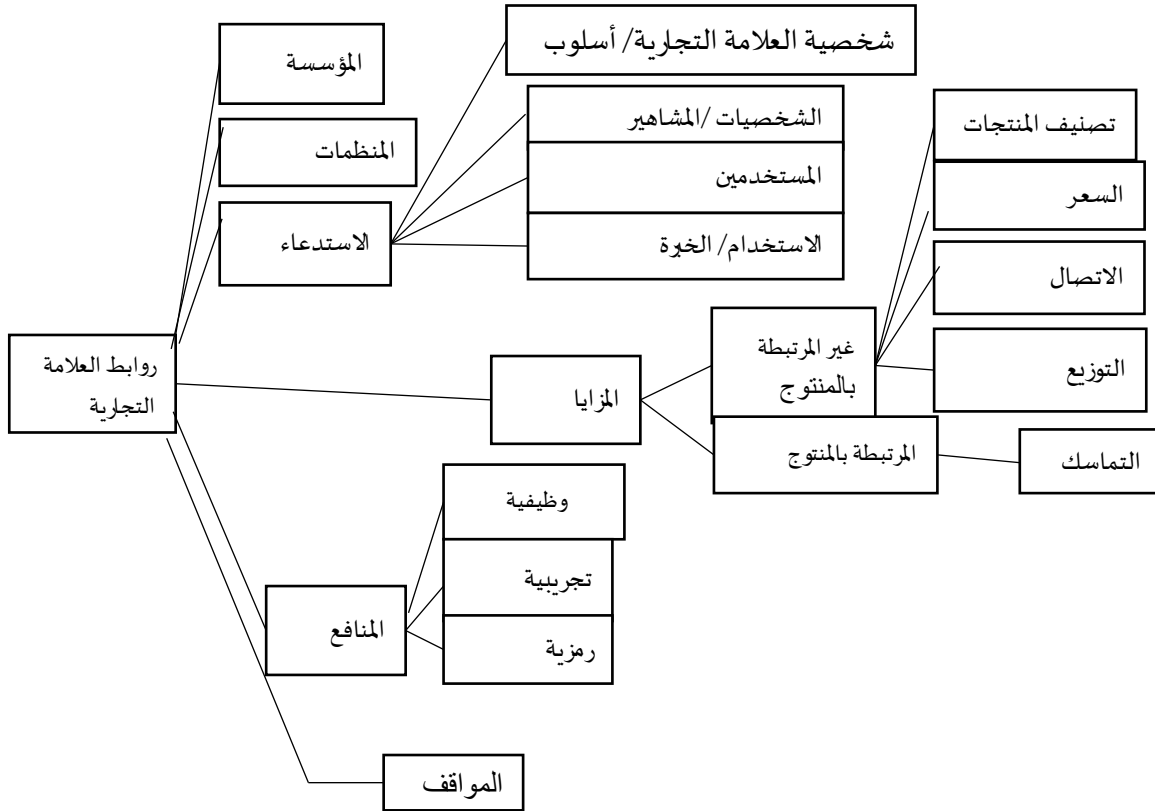 شخصية العلامة التجارية/ أسلوب
المؤسسة
الشخصيات /المشاهير
تصنيف المنتجات
المنظمات
المستخدمين
السعر
الاستدعاء
الاستخدام/ الخبرة
الاتصال
روابط العلامة
التجارية
المزايا
غير المرتبطة
بالمنتوج
التوزيع
المرتبطة بالمنتوج
التماسك
وظيفية
تجريبية
المنافع
رمزية
المواقف